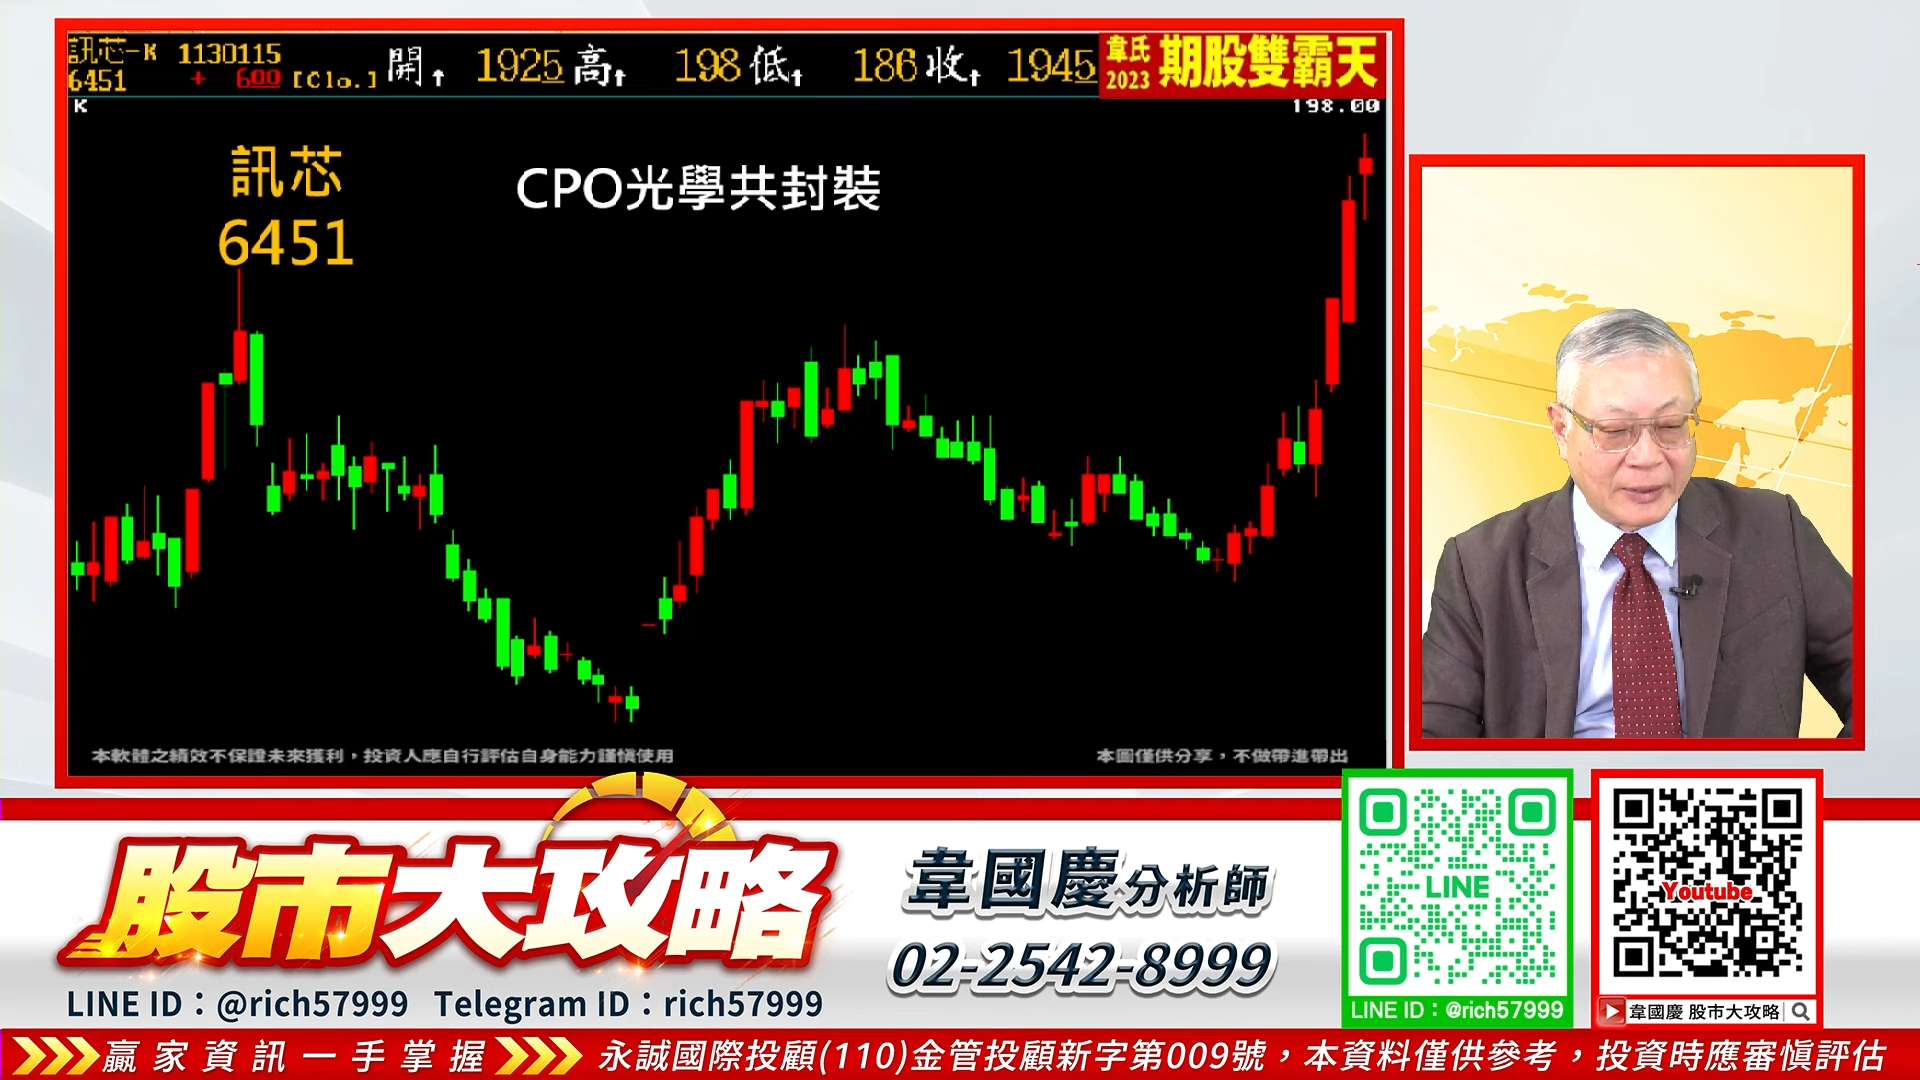 訊芯-K 1130115 開↑ 1925 高↑ 198 低↑ 186 收↑ 1945
6451 + 600 [Clo.]
韋氏 2023 期股雙霸天
K
198.00
訊芯
6451
CPO光學共封裝
本軟體之績效不保證未來獲利，投資人應自行評估自身能力謹慎使用
本圖僅供分享，不做帶進帶出
股市大攻略
LINE ID：@rich57999 Telegram ID：rich57999
韋國慶分析師
02-2542-8999
LINE
LINE ID：@rich57999
Youtube
韋國慶 股市大攻略
贏家資訊一手掌握
永誠國際投顧(110)金管投顧新字第009號，本資料僅供參考，投資時應審慎評估